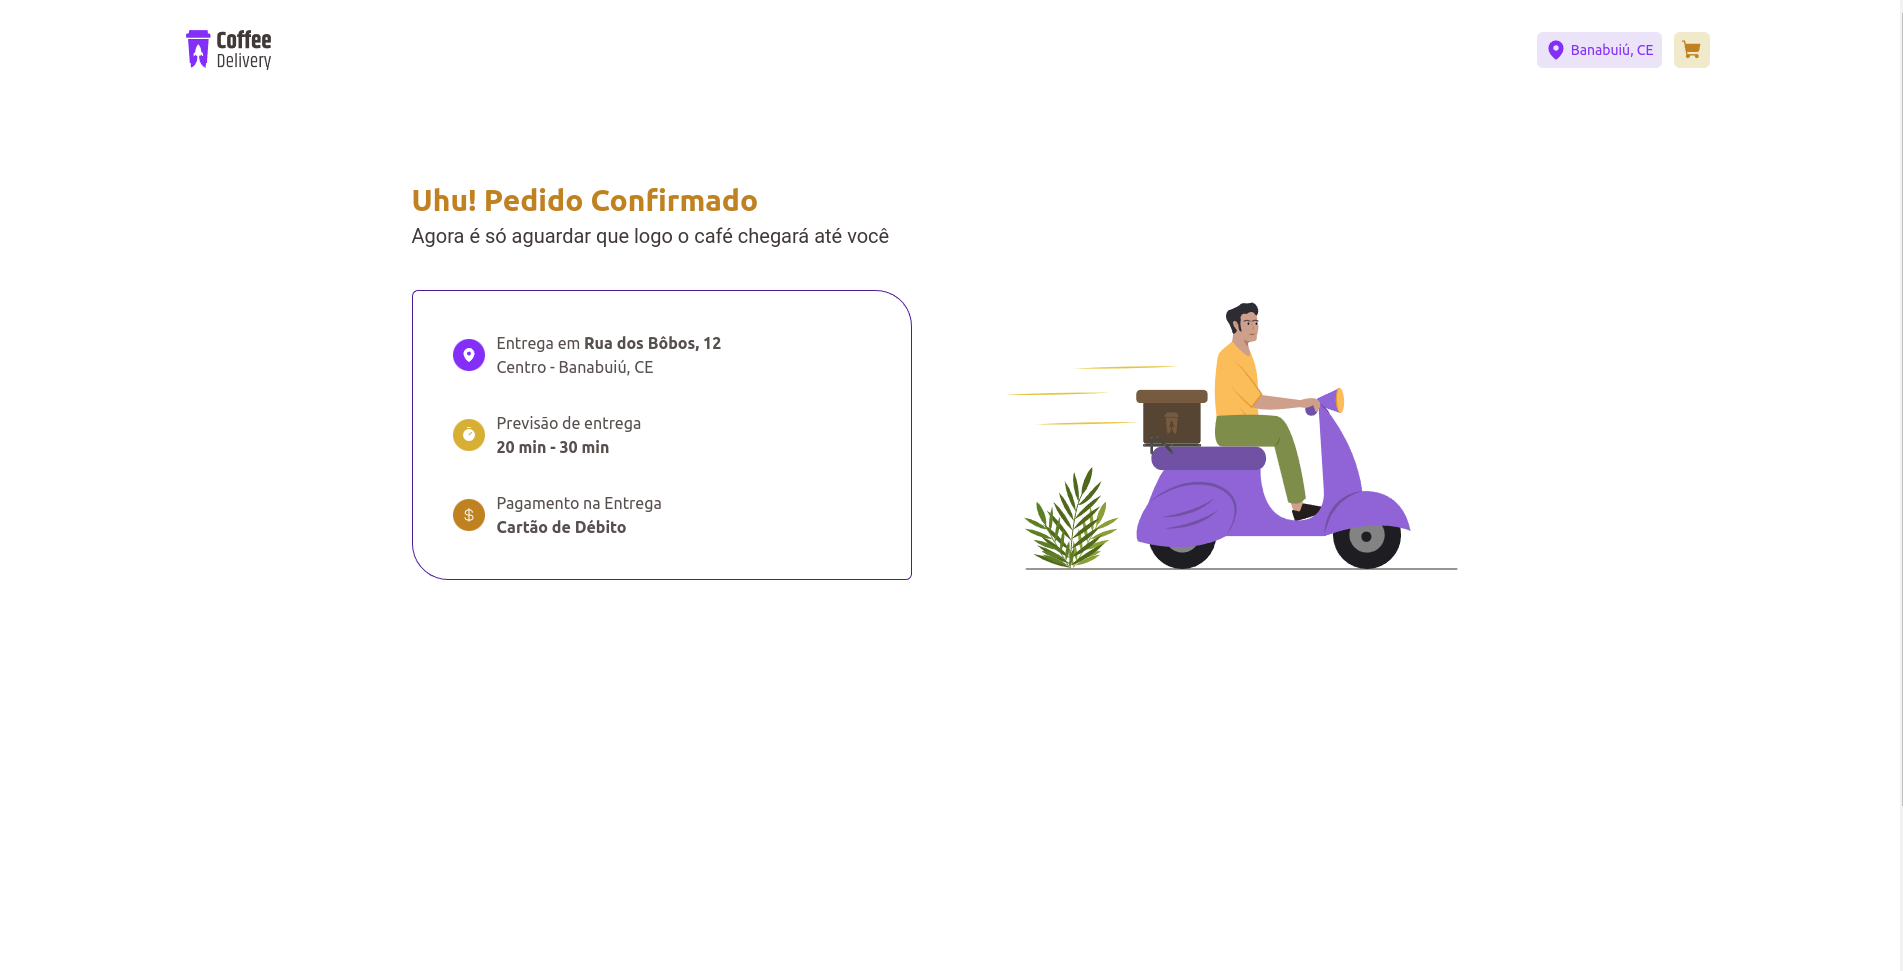 Coffee
Delivery
Banabuiú, CE
Uhu! Pedido Confirmado
Agora é só aguardar que logo o café chegará até você
Entrega em Rua dos Bôbos, 12
Centro - Banabuiú, CE
Previsão de entrega
20 min - 30 min
Pagamento na Entrega
Cartão de Débito